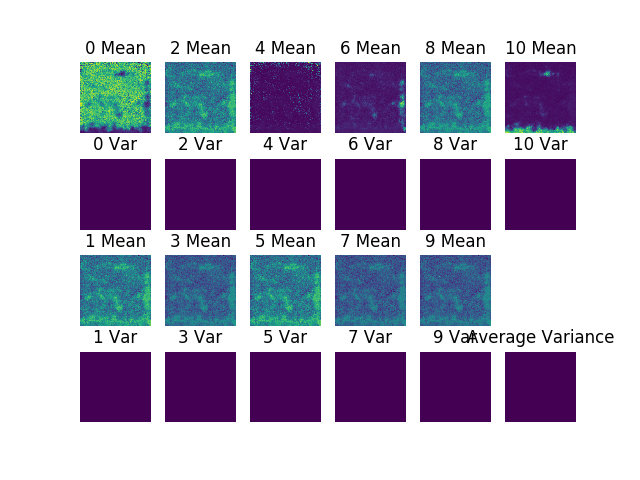 0 Mean 2 Mean 4 Mean 6 Mean 8 Mean 10 Mean
0 Var 2 Var 4 Var 6 Var 8 Var 10 Var
1 Mean 3 Mean 5 Mean 7 Mean 9 Mean
1 Var 3 Var 5 Var 7 Var 9 Var Average Variance